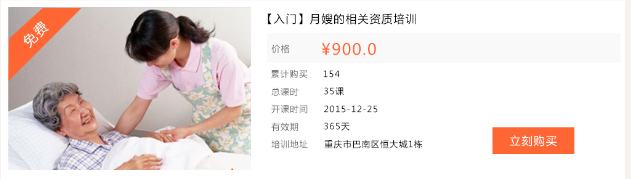 免费
【入门】月嫂的相关资质培训
价格 ¥900.0
累计购买 154
总课时 35课
开课时间 2015-12-25
有效期 365天
培训地址 重庆市巴南区恒大城1栋
立刻购买